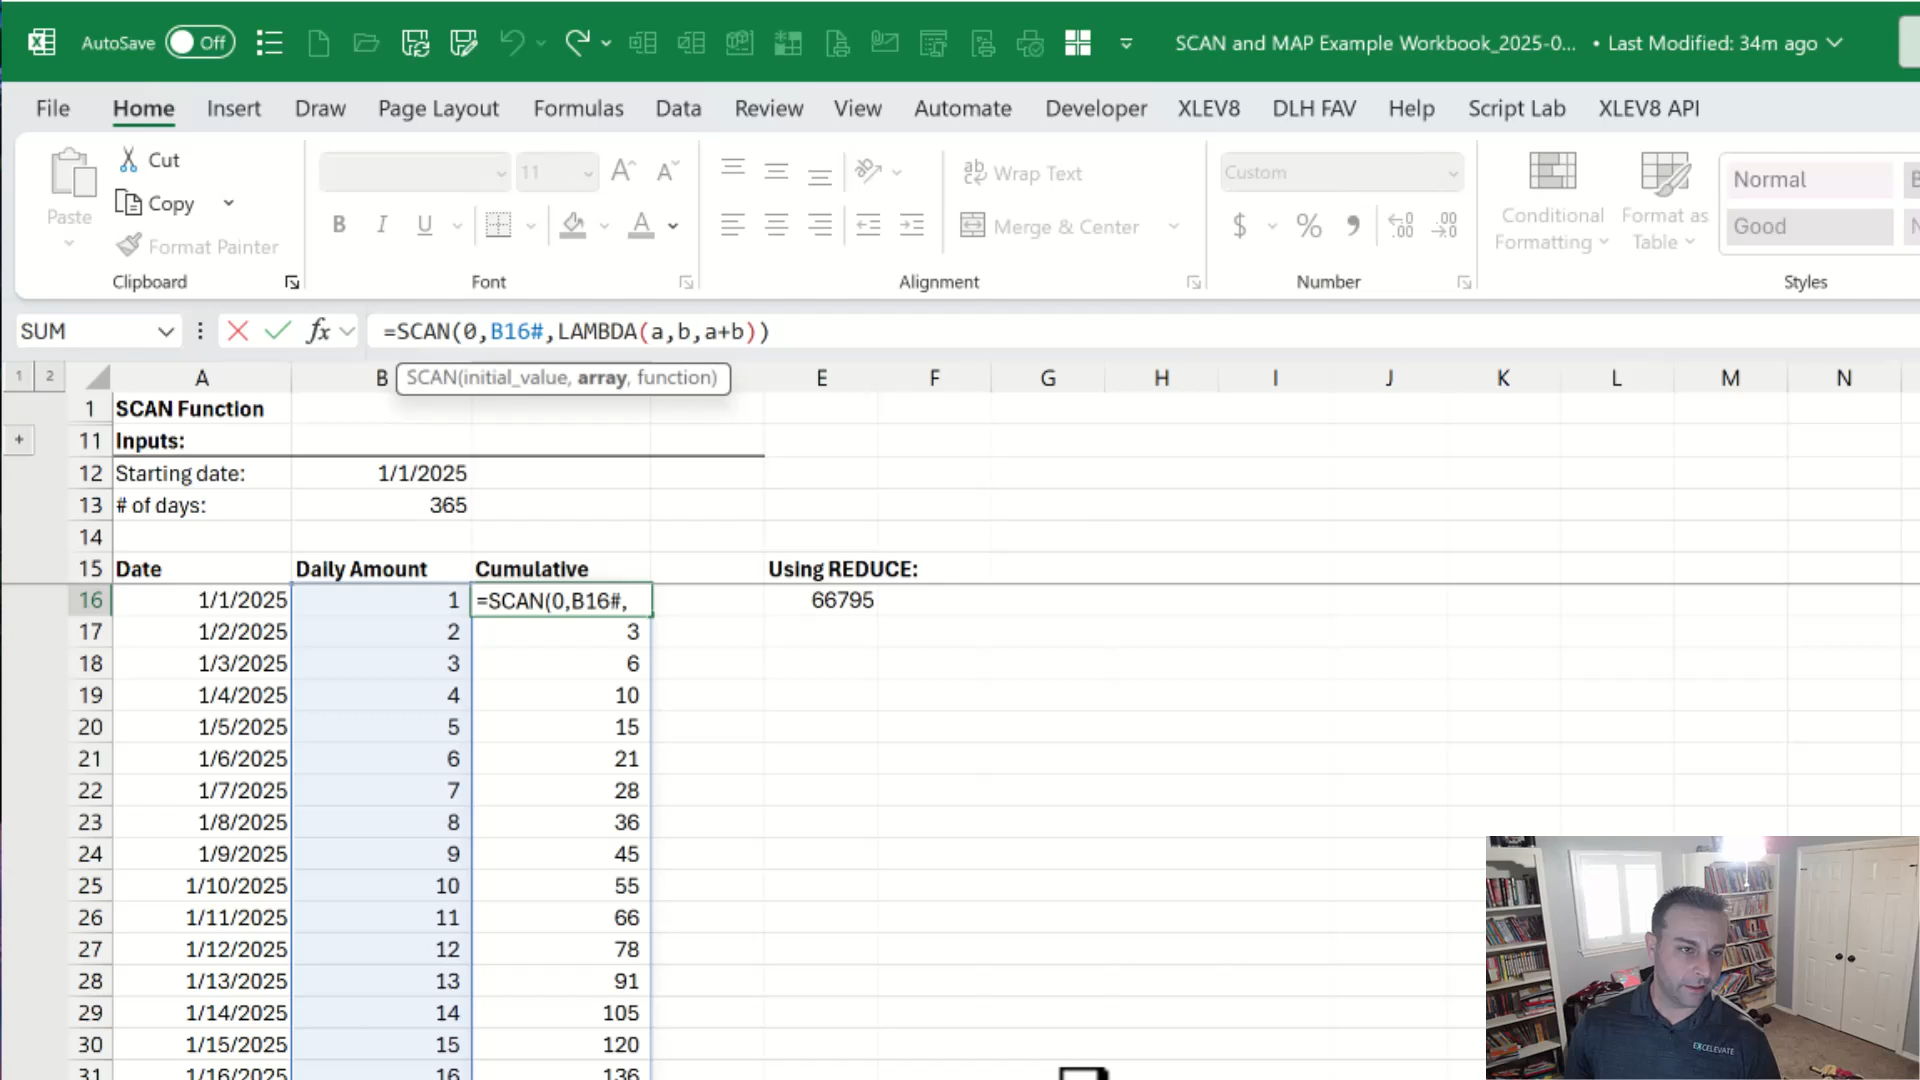 AutoSave Off SCAN and MAP Example Workbook_2025-0... • Last Modified: 34m ago
File Home Insert Draw Page Layout Formulas Data Review View Automate Developer XLEV8 DLH FAV Help Script Lab XLEV8 API
Paste Cut Copy Format Painter
Clipboard
11
B I U A
Font
ab Wrap Text
Merge & Center
Alignment
Custom
$ % 9
Number
Conditional Formatting
Format as Table
Normal
Good
Styles
SUM fx =SCAN(0,B16#,LAMBDA(a,b,a+b))
SCAN(initial_value, array, function)
1 2 A B E F G H I J K L M N
1 SCAN Function
11 Inputs:
12 Starting date: 1/1/2025
13 # of days: 365
14
15 Date Daily Amount Cumulative Using REDUCE:
16 1/1/2025 1 =SCAN(0,B16#, 66795
17 1/2/2025 2 3
18 1/3/2025 3 6
19 1/4/2025 4 10
20 1/5/2025 5 15
21 1/6/2025 6 21
22 1/7/2025 7 28
23 1/8/2025 8 36
24 1/9/2025 9 45
25 1/10/2025 10 55
26 1/11/2025 11 66
27 1/12/2025 12 78
28 1/13/2025 13 91
29 1/14/2025 14 105
30 1/15/2025 15 120
31 1/16/2025 16 136
EXCELEVATE